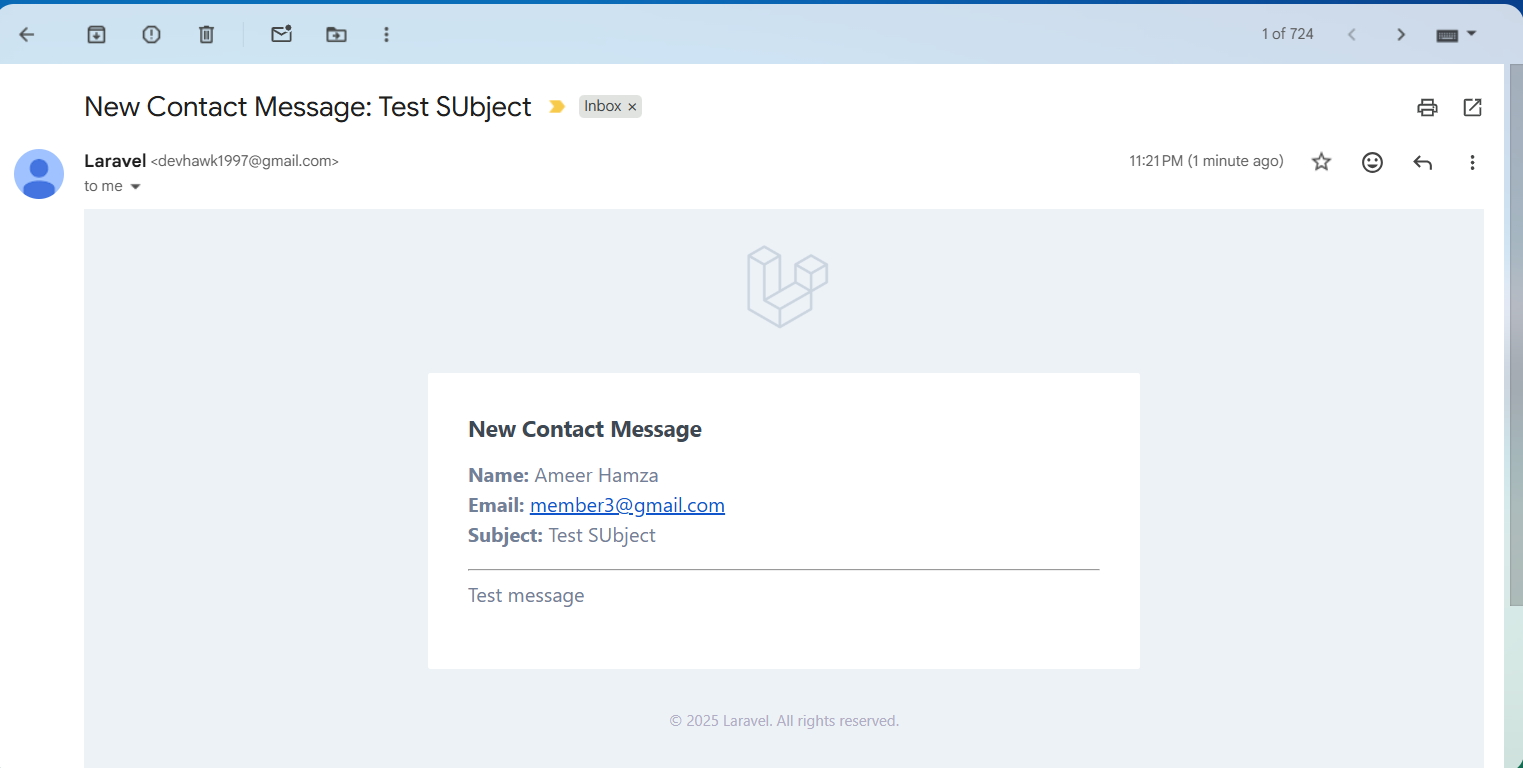 1 of 724
New Contact Message: Test SUbject Inbox ×
Laravel <devhawk1997@gmail.com> 11:21 PM (1 minute ago)
to me
New Contact Message
Name: Ameer Hamza
Email: member3@gmail.com
Subject: Test SUbject
Test message
© 2025 Laravel. All rights reserved.